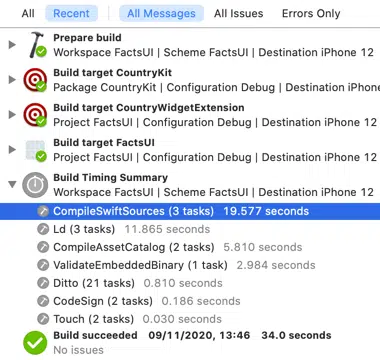 All Recent All Messages All Issues Errors Only
Prepare build
Workspace FactsUI | Scheme FactsUI | Destination iPhone 12
Build target CountryKit
Package CountryKit | Configuration Debug | Destination
Build target CountryWidgetExtension
Project FactsUI | Configuration Debug | Destination iPhon
Build target FactsUI
Project FactsUI | Configuration Debug | Destination iPhon
Build Timing Summary
Workspace FactsUI | Scheme FactsUI | Destination iPhone 12
CompileSwiftSources (3 tasks) 19.577 seconds
Ld (3 tasks) 11.865 seconds
CompileAssetCatalog (2 tasks) 5.810 seconds
ValidateEmbeddedBinary (1 task) 2.984 seconds
Ditto (21 tasks) 0.810 seconds
CodeSign (2 tasks) 0.186 seconds
Touch (2 tasks) 0.030 seconds
Build succeeded 09/11/2020, 13:46 34.0 seconds
No issues